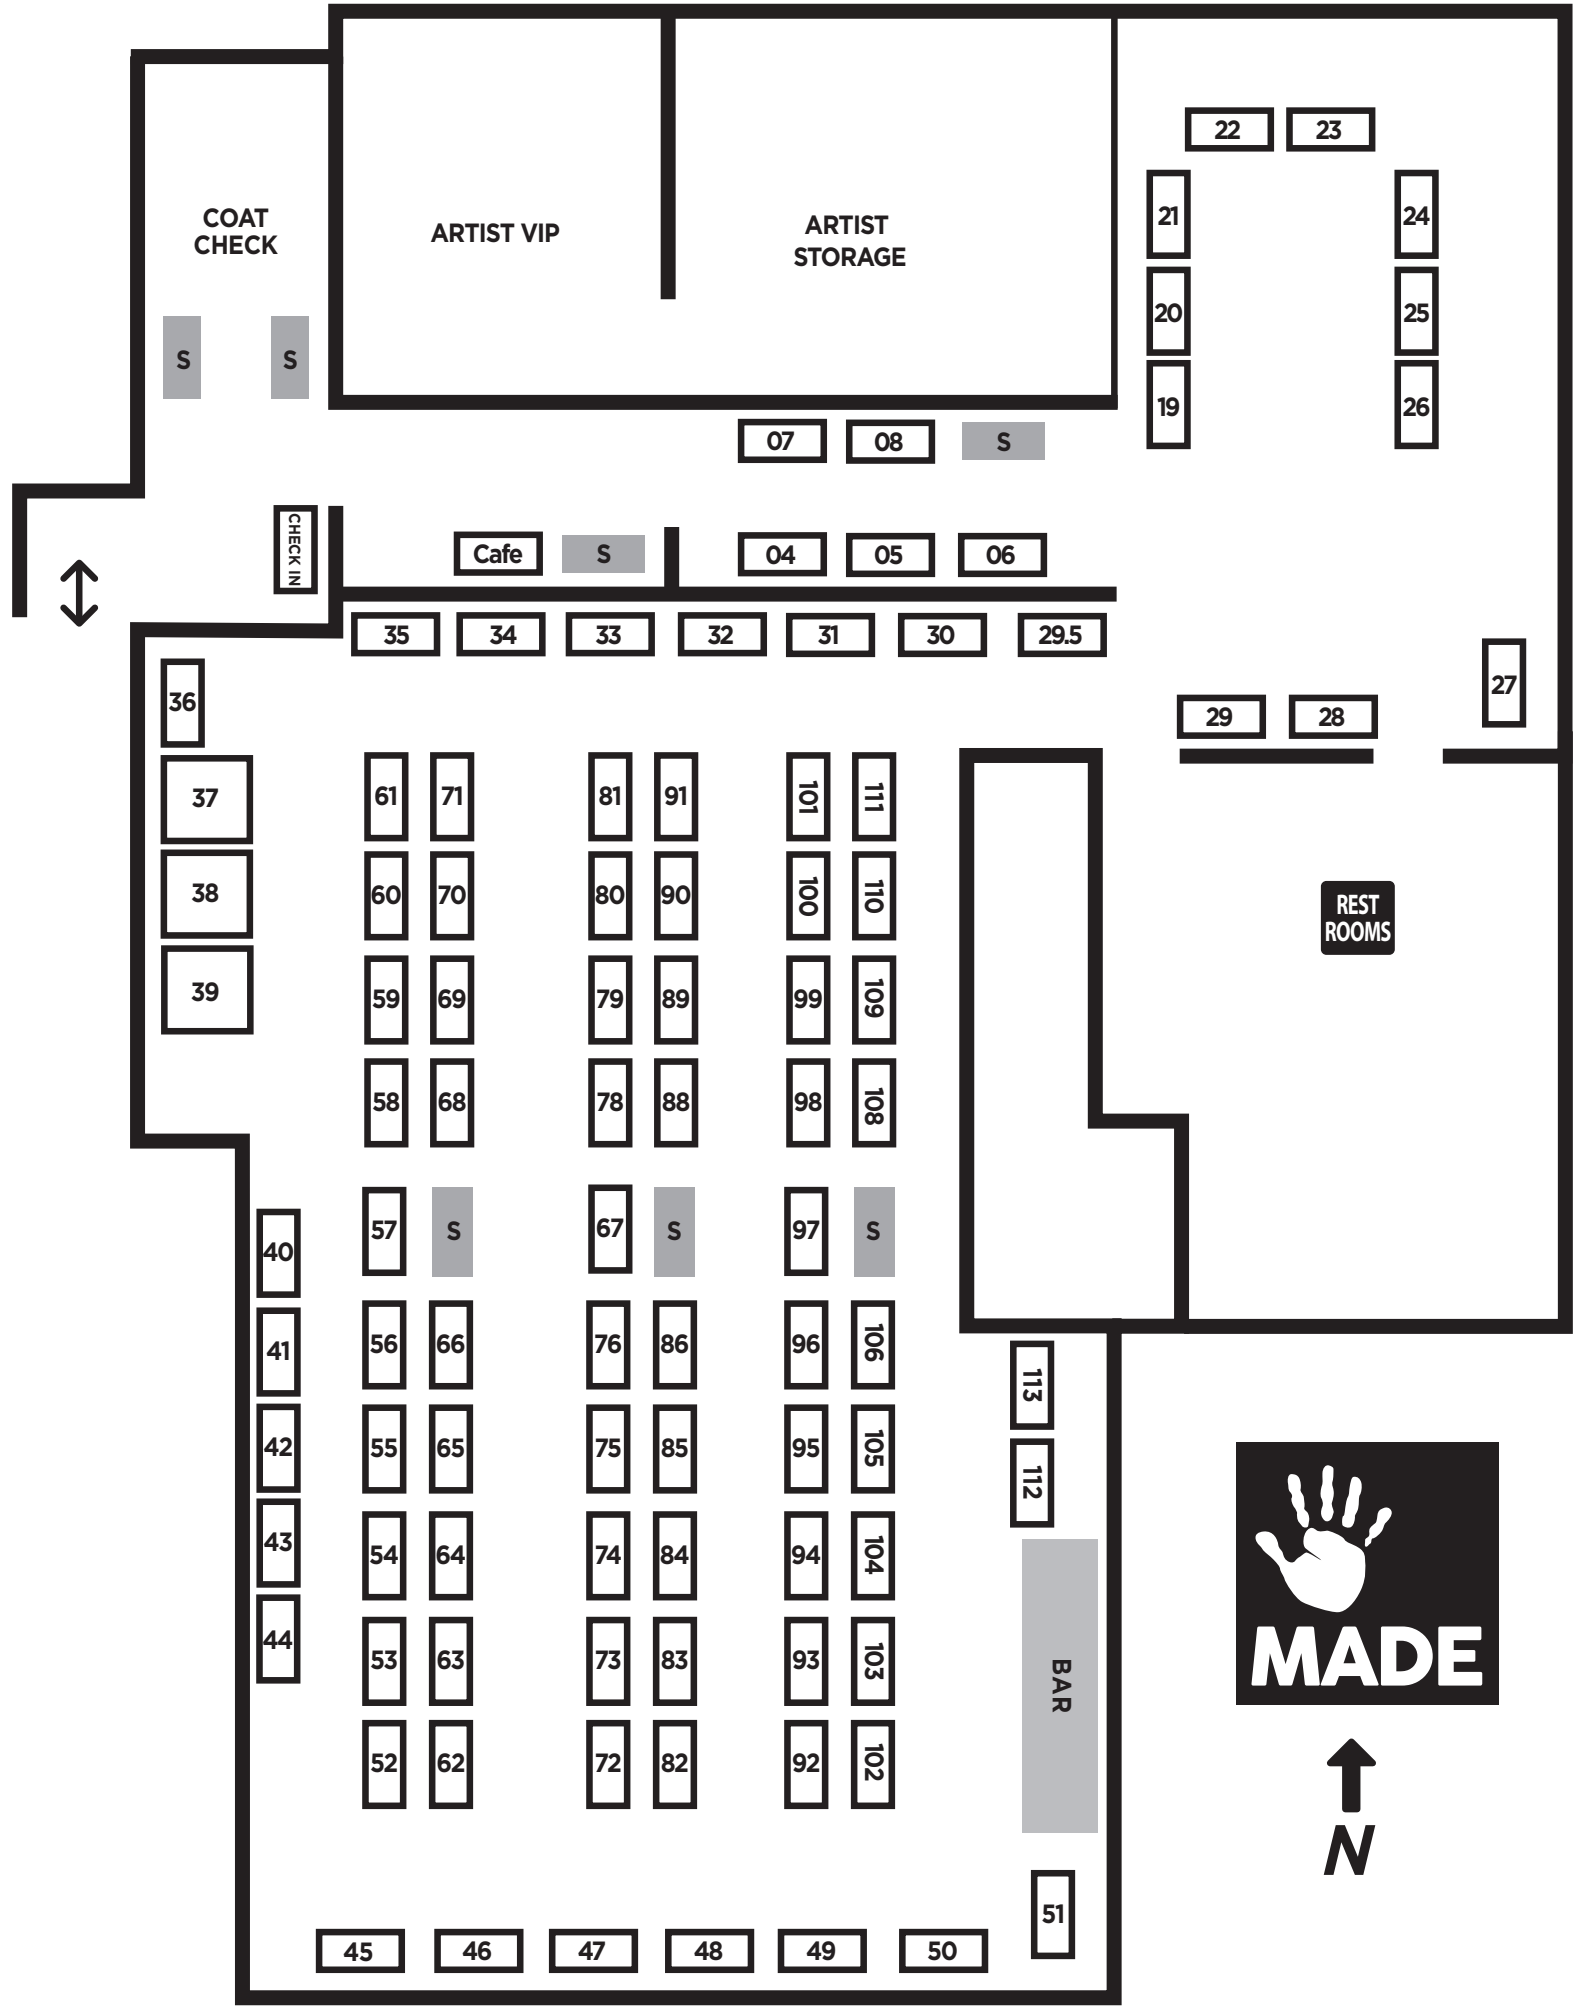 22 23
COAT
CHECK
ARTIST VIP
ARTIST
STORAGE
21 24
20 25
19 26
S S
07 08 S
CHECK IN
Cafe S 04 05 06
35 34 33 32 31 30 29.5
36
27
29 28
37
61 71 81 91 101 111
38
60 70 80 90 100 110
REST
ROOMS
39
59 69 79 89 99 109
58 68 78 88 98 108
57 S 67 S 97 S
40
41
56 66 76 86 96 106
113
42
55 65 75 85 95 105
112
43
54 64 74 84 94 104
44
53 63 73 83 93 103
BAR
MADE
52 62 72 82 92 102
N
51
45 46 47 48 49 50